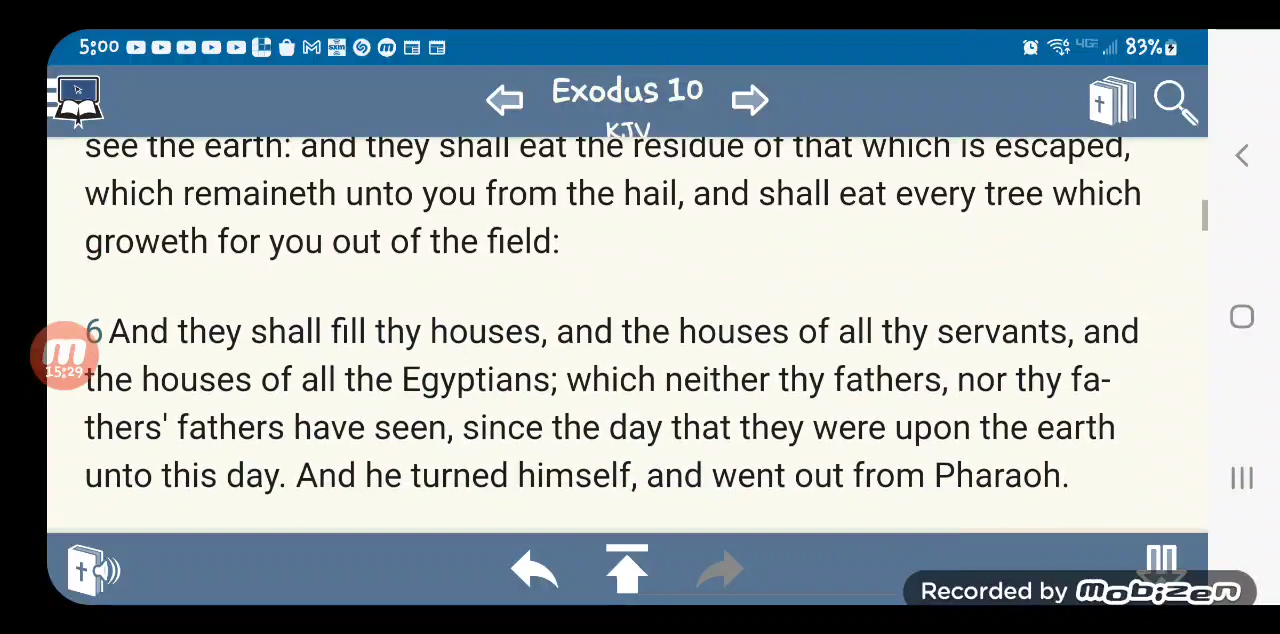 5:00
4GE 83%
Exodus 10
KJV
see the earth: and they shall eat the residue of that which is escaped,
which remaineth unto you from the hail, and shall eat every tree which
groweth for you out of the field:
6 And they shall fill thy houses, and the houses of all thy servants, and
the houses of all the Egyptians; which neither thy fathers, nor thy fa-
thers' fathers have seen, since the day that they were upon the earth
unto this day. And he turned himself, and went out from Pharaoh.
15:29
Recorded by mobizen